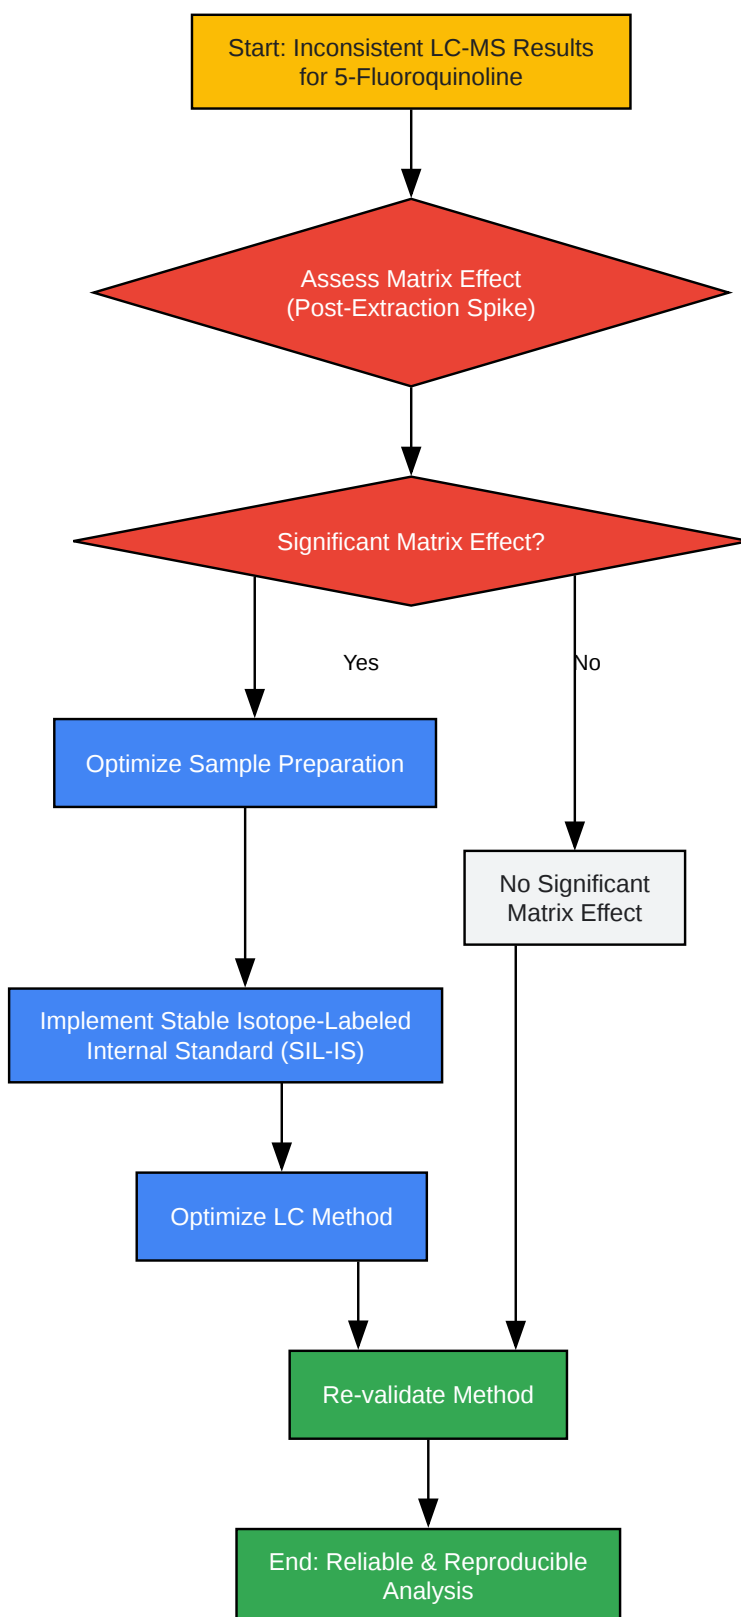 Start: Inconsistent LC-MS Results
for 5-Fluoroquinoline
Assess Matrix Effect
(Post-Extraction Spike)
Significant Matrix Effect?
Yes
No
Optimize Sample Preparation
No Significant
Matrix Effect
Implement Stable Isotope-Labeled
Internal Standard (SIL-IS)
Optimize LC Method
Re-validate Method
End: Reliable & Reproducible
Analysis